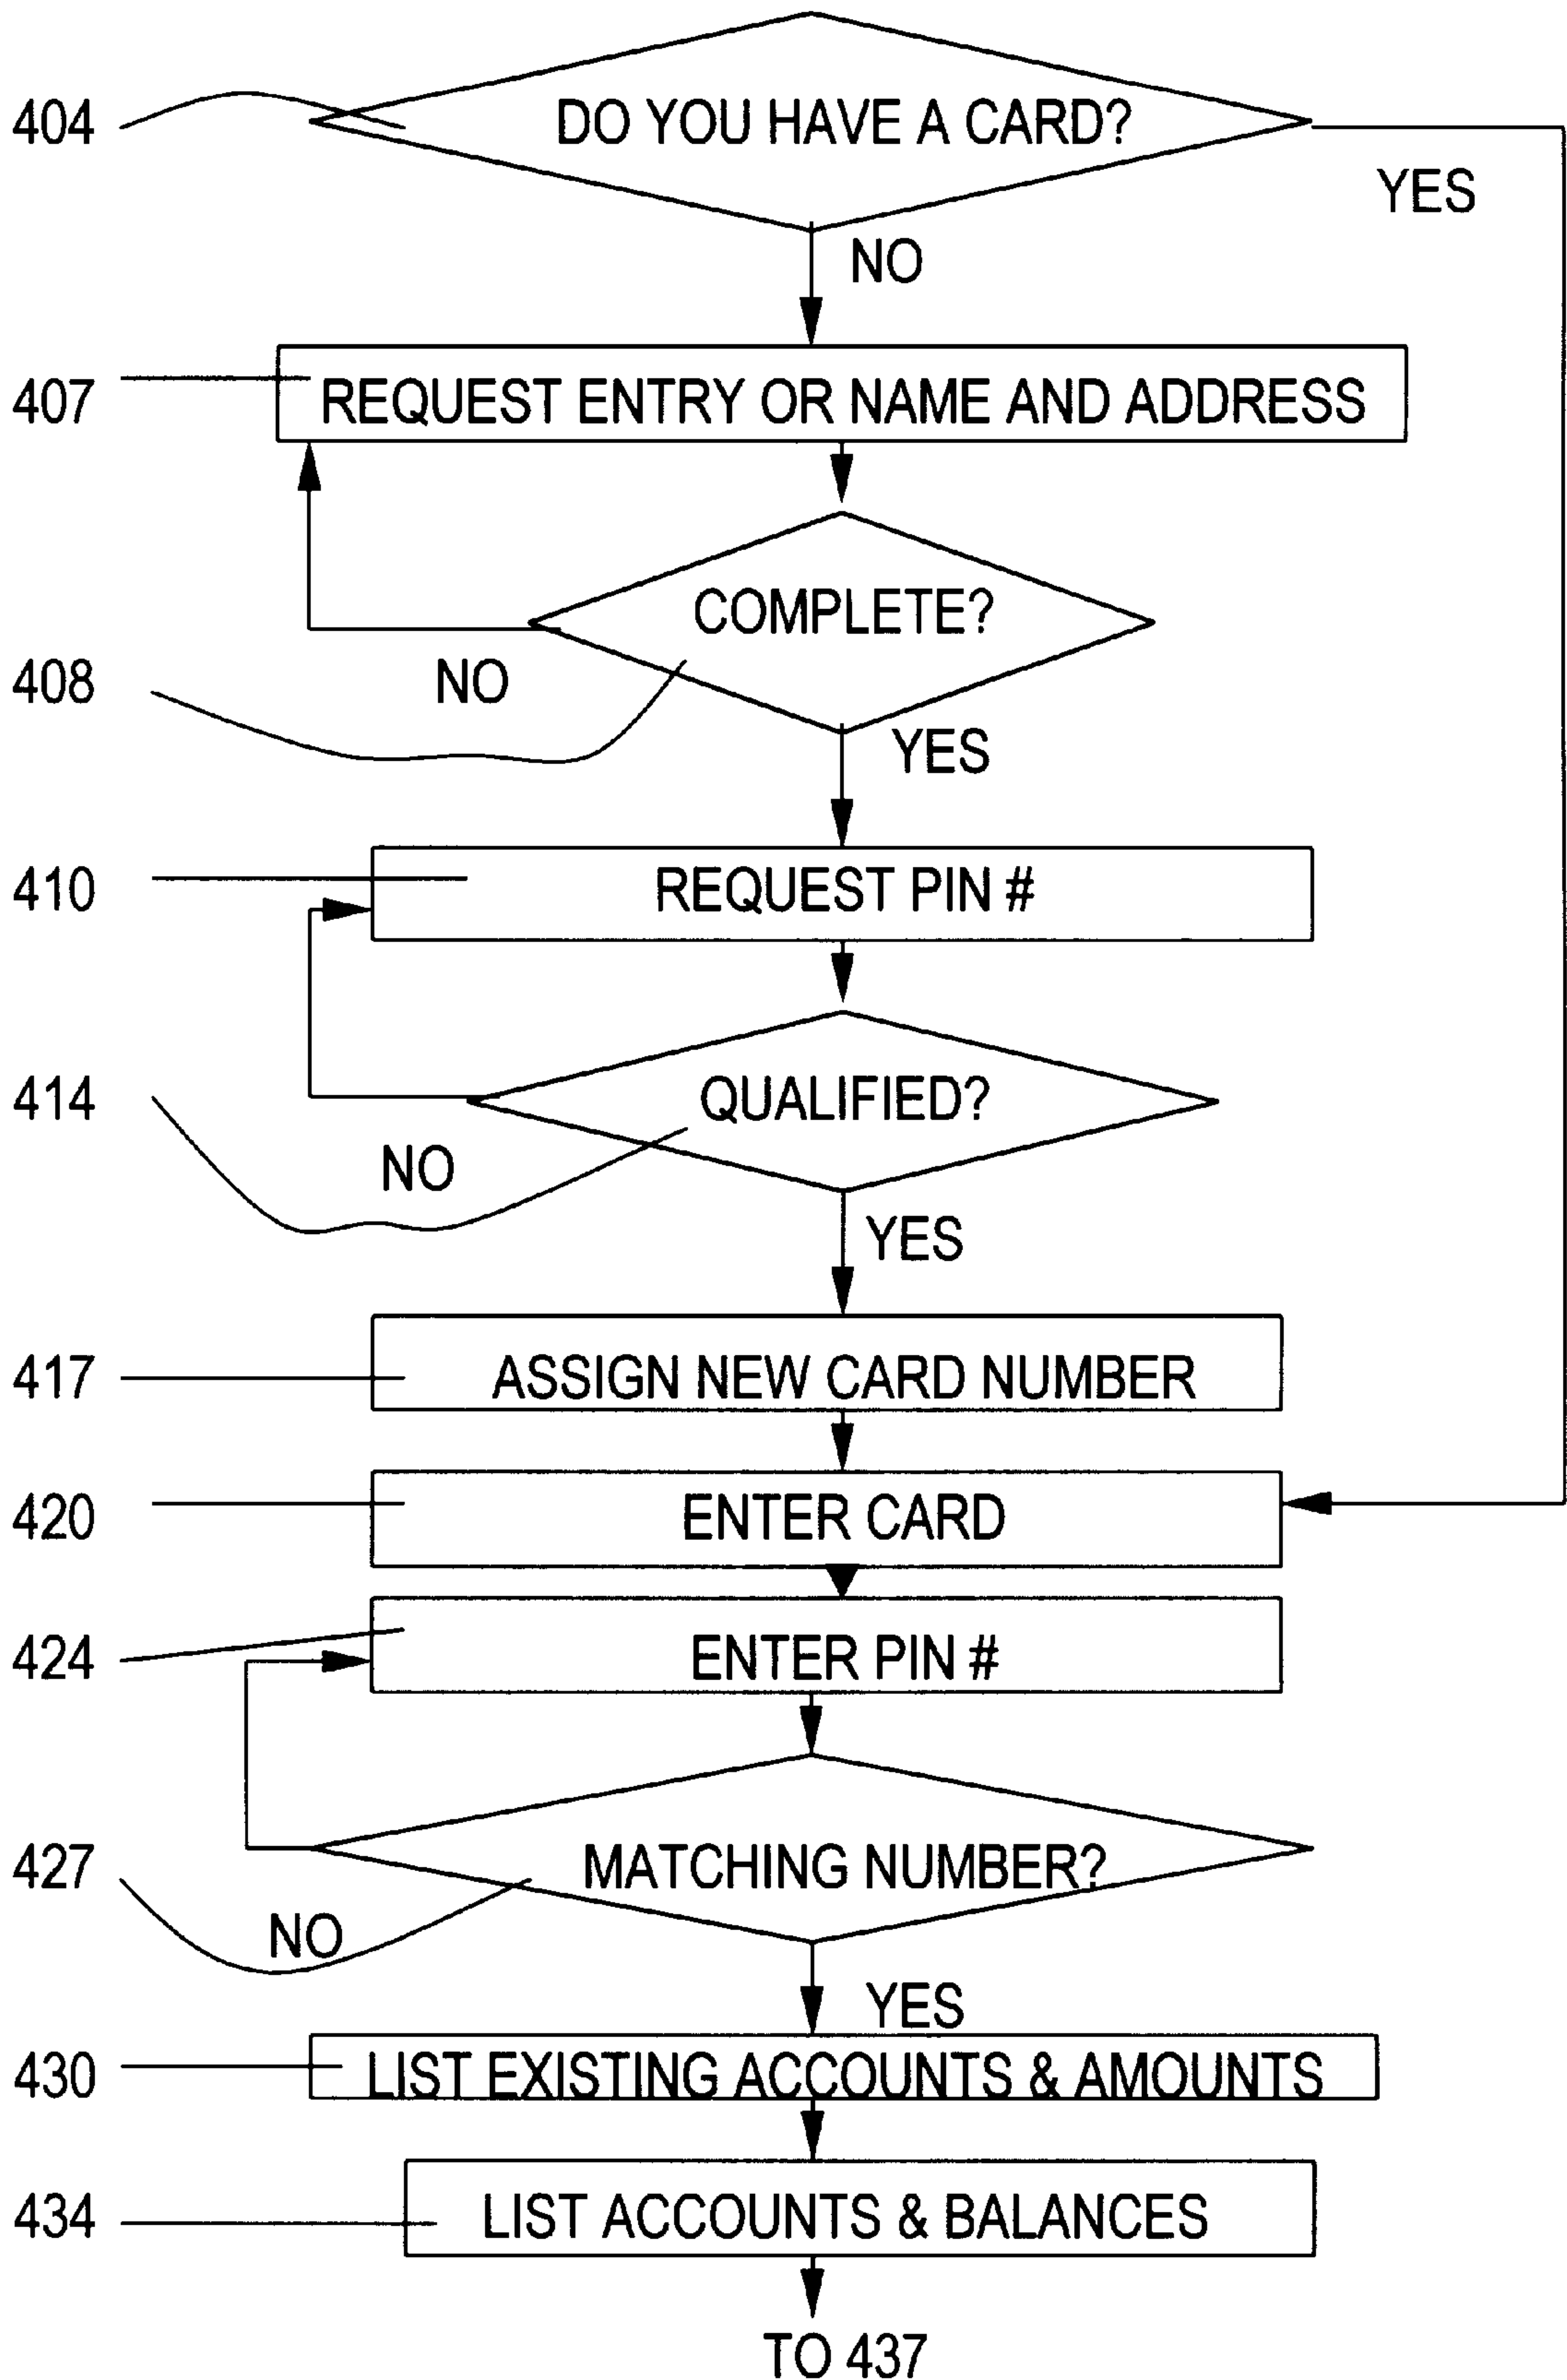 404
DO YOU HAVE A CARD?
YES
NO
407
REQUEST ENTRY OR NAME AND ADDRESS
COMPLETE?
408
NO
YES
410
REQUEST PIN #
414
QUALIFIED?
NO
YES
417
ASSIGN NEW CARD NUMBER
420
ENTER CARD
424
ENTER PIN #
427
MATCHING NUMBER?
NO
YES
430
LIST EXISTING ACCOUNTS & AMOUNTS
434
LIST ACCOUNTS & BALANCES
TO 437